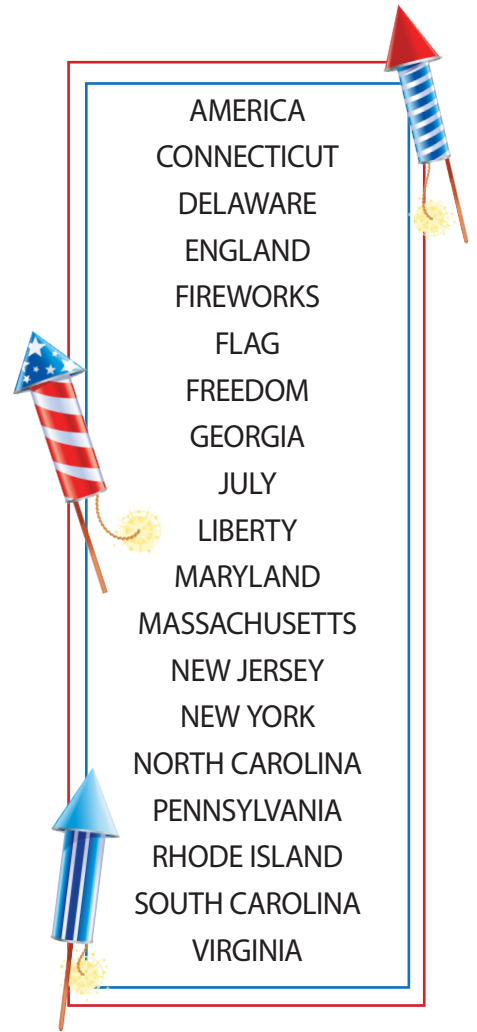 AMERICA
CONNECTICUT
DELAWARE
ENGLAND
FIREWORKS
FLAG
FREEDOM
GEORGIA
JULY
LIBERTY
MARYLAND
MASSACHUSETTS
NEW JERSEY
NEW YORK
NORTH CAROLINA
PENNSYLVANIA
RHODE ISLAND
SOUTH CAROLINA
VIRGINIA